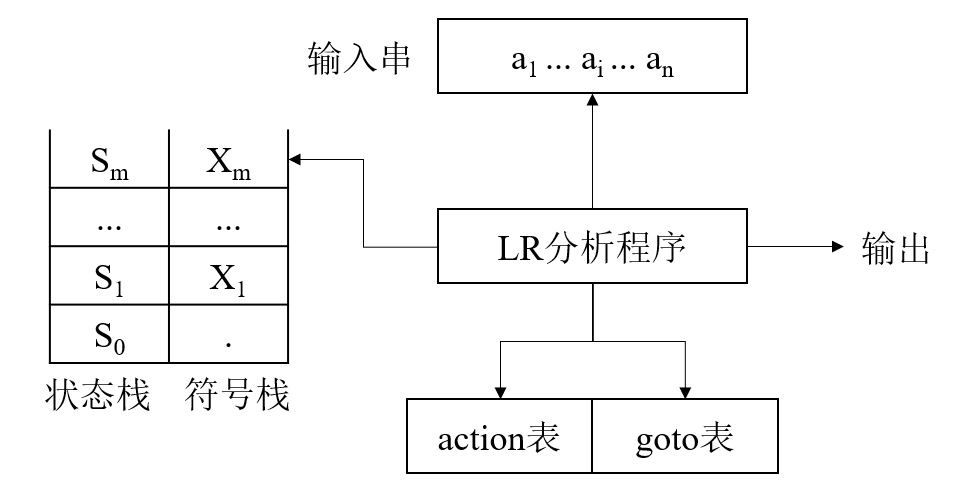 输入串
a₁ ... aᵢ ... aₙ
Sₘ Xₘ
... ...
S₁ X₁
S₀ .
状态栈 符号栈
LR分析程序
输出
action表 goto表